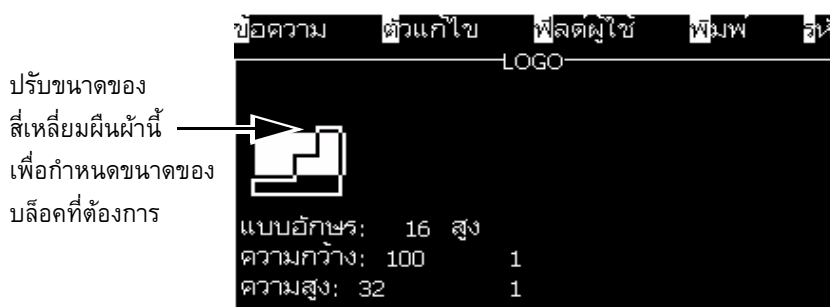 ข้อความ ตัวแก้ไข ฟิลด์ผู้ใช้ พิมพ์
LOGO
ปรับขนาดของ
สี่เหลี่ยมผืนผ้านี้
เพื่อกำหนดขนาดของ
บล็อคที่ต้องการ
แบบอักษร: 16 สูง
ความกว้าง: 100 1
ความสูง: 32 1